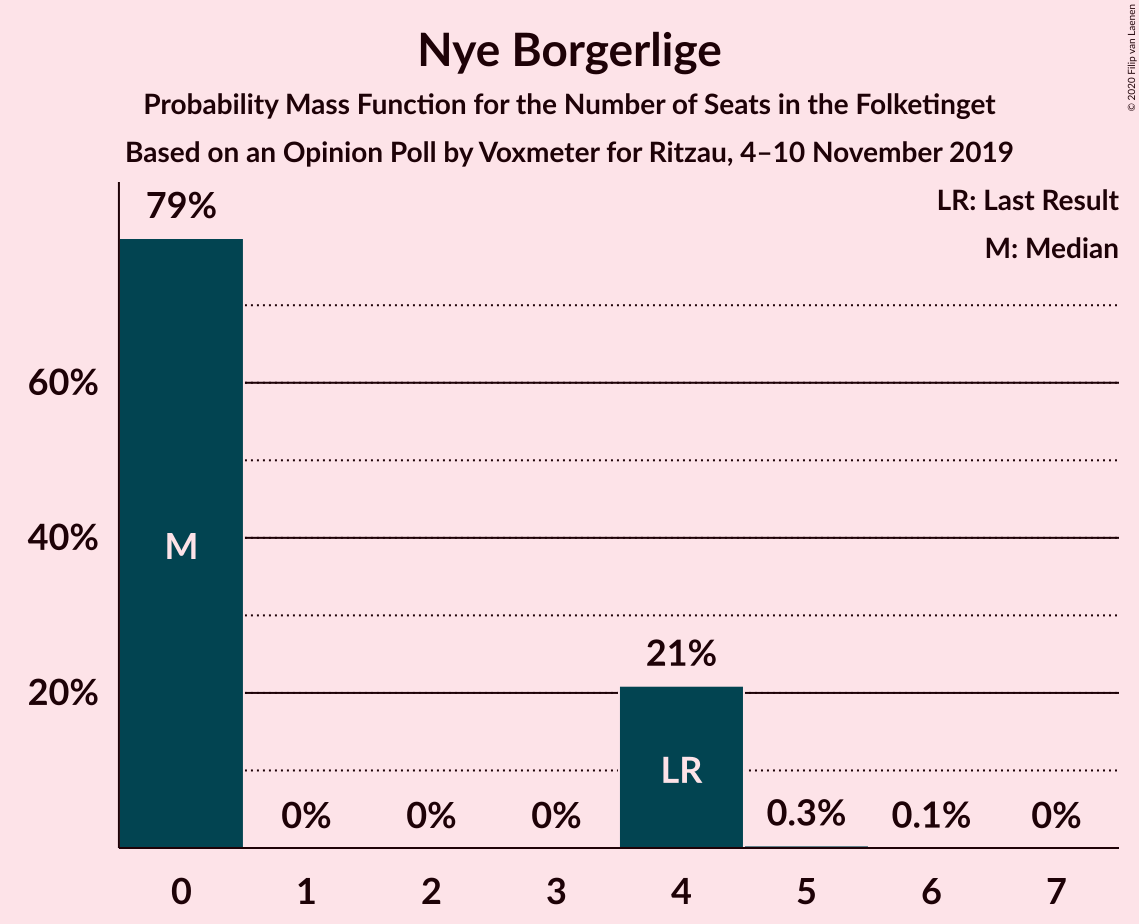 Nye Borgerlige
Probability Mass Function for the Number of Seats in the Folketinget
Based on an Opinion Poll by Voxmeter for Ritzau, 4–10 November 2019
© 2020 Filip van Laenen
LR: Last Result
M: Median
79%
60%
40%
20%
M
0%
0%
0%
21%
LR
0.3%
0.1%
0%
0
1
2
3
4
5
6
7